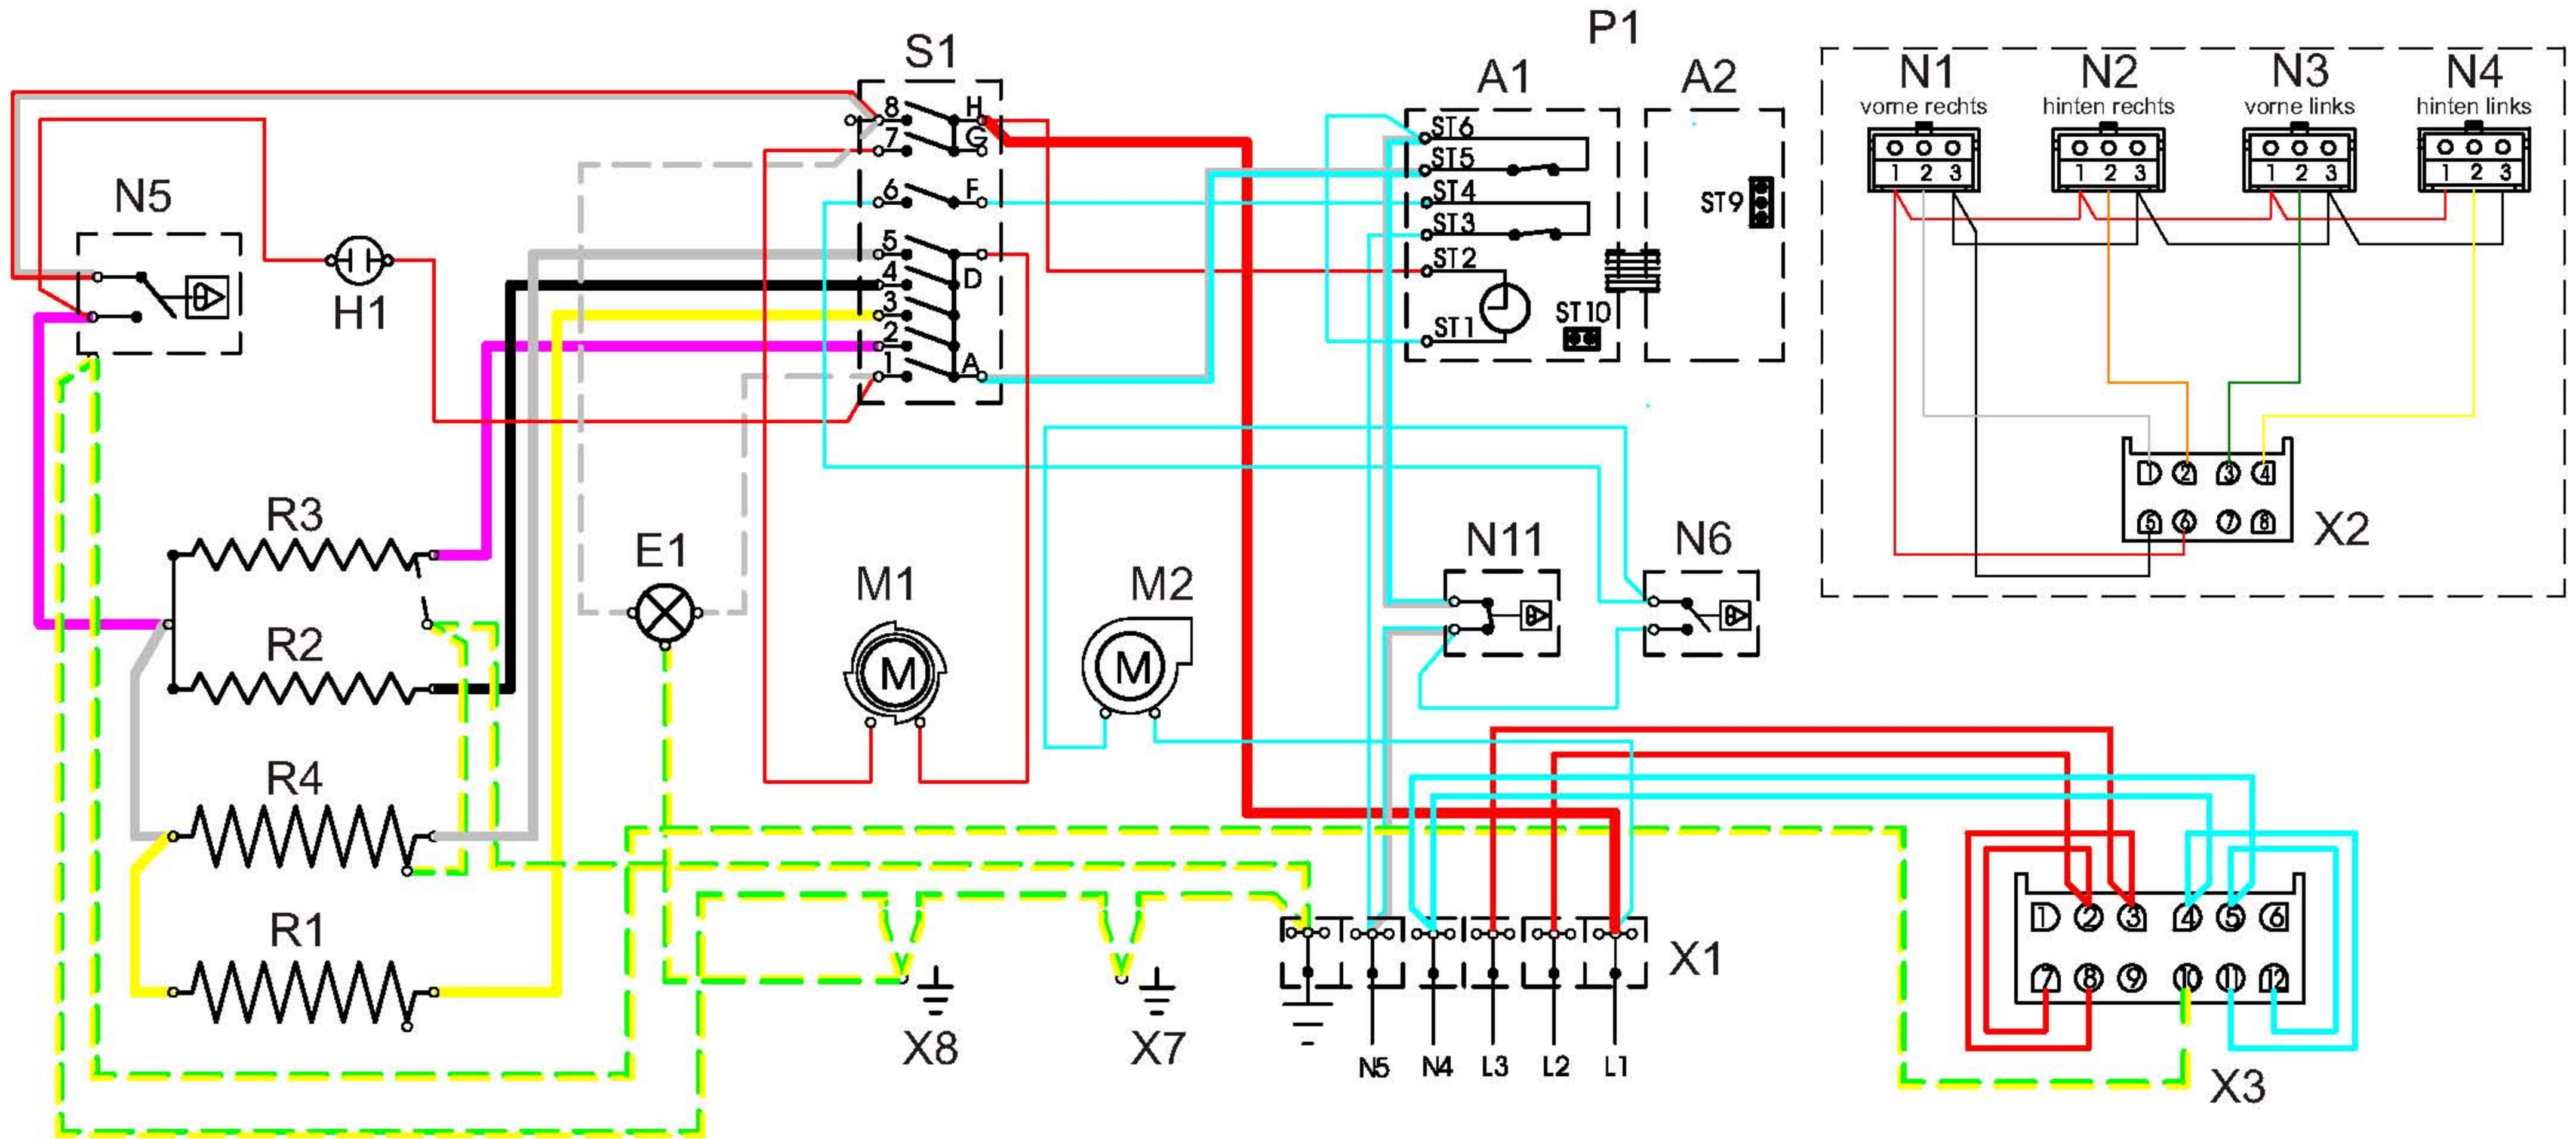 P1
S1
A1
A2
N1
N2
N3
N4
vorne rechts
hinten rechts
vorne links
hinten links
8
H
7
G
6
F
5
4
D
3
2
1
A
ST6
ST5
ST4
ST3
ST2
ST1
ST10
ST9
1 2 3
1 2 3
1 2 3
1 2 3
N5
H1
1 2 3 4
5 6 7 8
X2
R3
R2
R4
R1
E1
M1
M
M2
M
N11
N6
X1
X8
X7
N5
N4
L3
L2
L1
1 2 3 4 5 6
7 8 9 10 11 12
X3